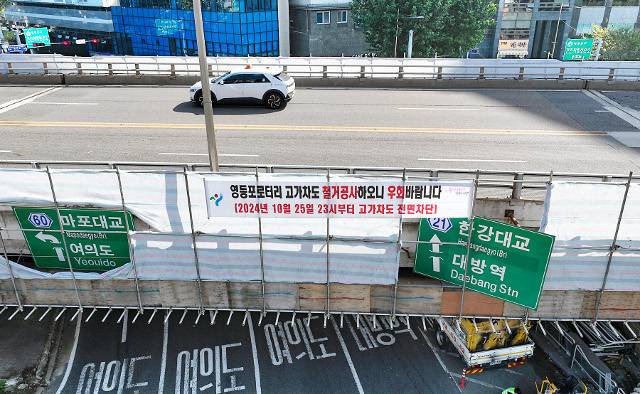 영등포로터리 고가차도 철거공사하오니 우회바랍니다
(2024년 10월 25일 23시부터 고가차도 전면차단)
60
마포대교
Mapodaegyo(Bri
여의도
Yeouido
21
한강대교
Hangangdaegyo(Bri
대방역
Daebang Stn
여의도
여의도
여의도
대방역